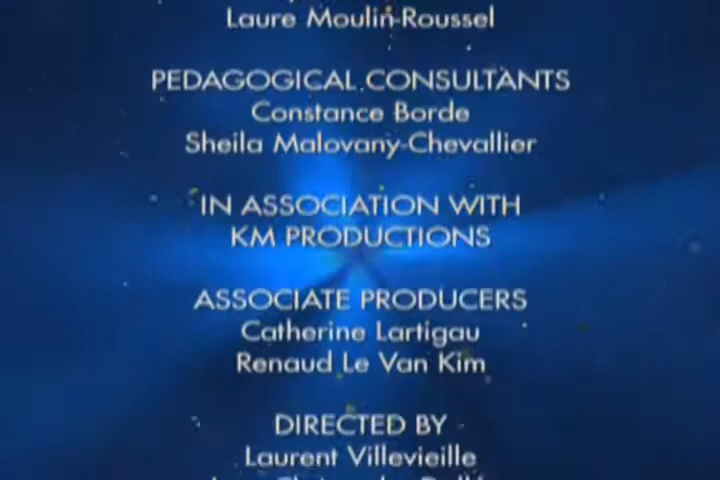 Laure Moulin-Roussel
PEDAGOGICAL CONSULTANTS
Constance Borde
Sheila Malovany-Chevallier
IN ASSOCIATION WITH
KM PRODUCTIONS
ASSOCIATE PRODUCERS
Catherine Lartigau
Renaud Le Van Kim
DIRECTED BY
Laurent Villevieille